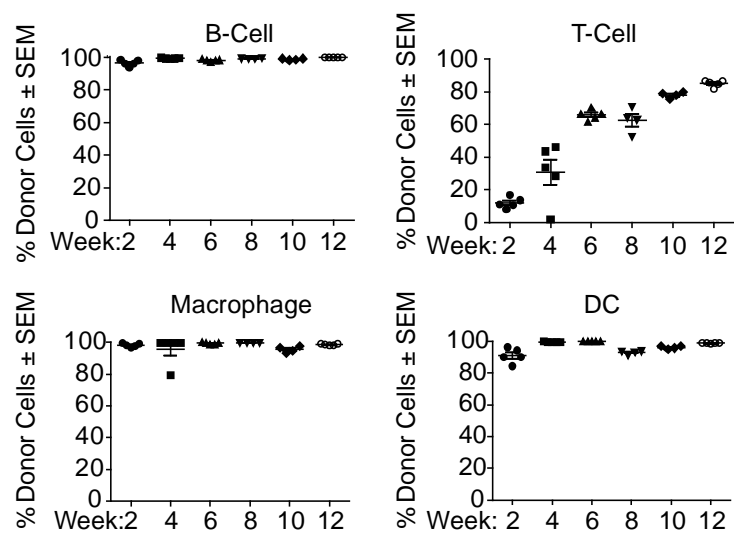 B-Cell
% Donor Cells ± SEM
100
80
60
40
20
0
Week:2 4 6 8 10 12
T-Cell
% Donor Cells ± SEM
100
80
60
40
20
0
Week: 2 4 6 8 10 12
Macrophage
% Donor Cells ± SEM
100
80
60
40
20
0
Week:2 4 6 8 10 12
DC
% Donor Cells ± SEM
100
80
60
40
20
0
Week: 2 4 6 8 10 12